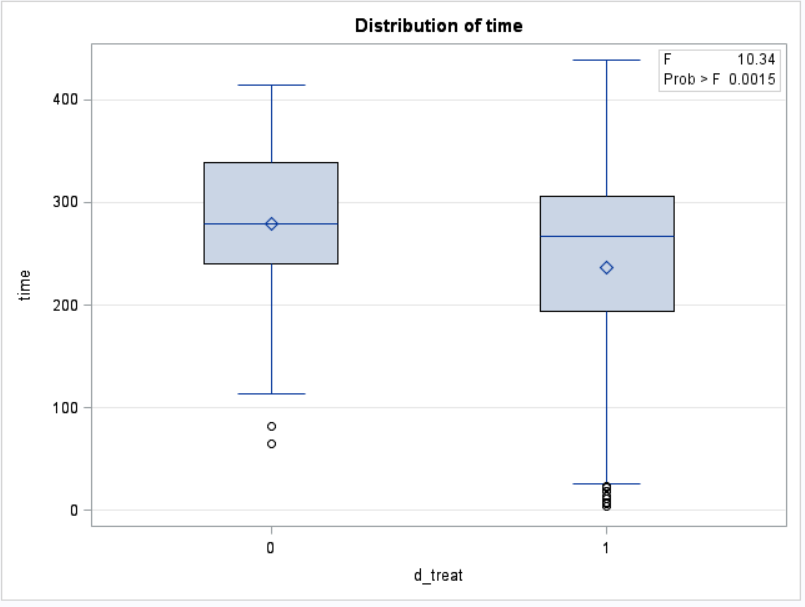 Distribution of time
F 10.34
Prob > F 0.0015
400
300
200
100
0
time
0 1
d_treat